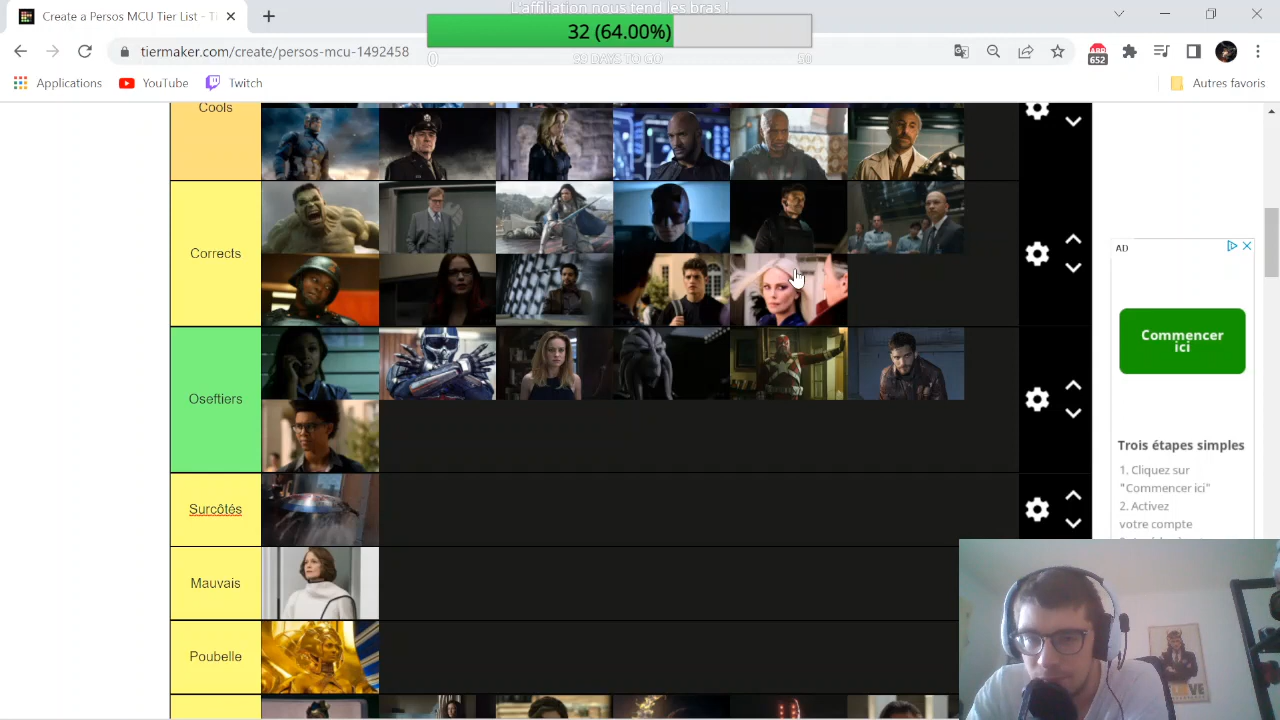 L'affiliation nous tend les bras !
Create a Persos MCU Tier List - Ti
32 (64.00%)
tiermaker.com/create/persos-mcu-1492458
ABP
652
Applications
YouTube
Twitch
Autres favoris
Cools
Corrects
Oseftiers
Surcôtés
Mauvais
Poubelle
AD
Commencer
ici
Trois étapes simples
1. Cliquez sur
"Commencer ici"
2. Activez
votre compte